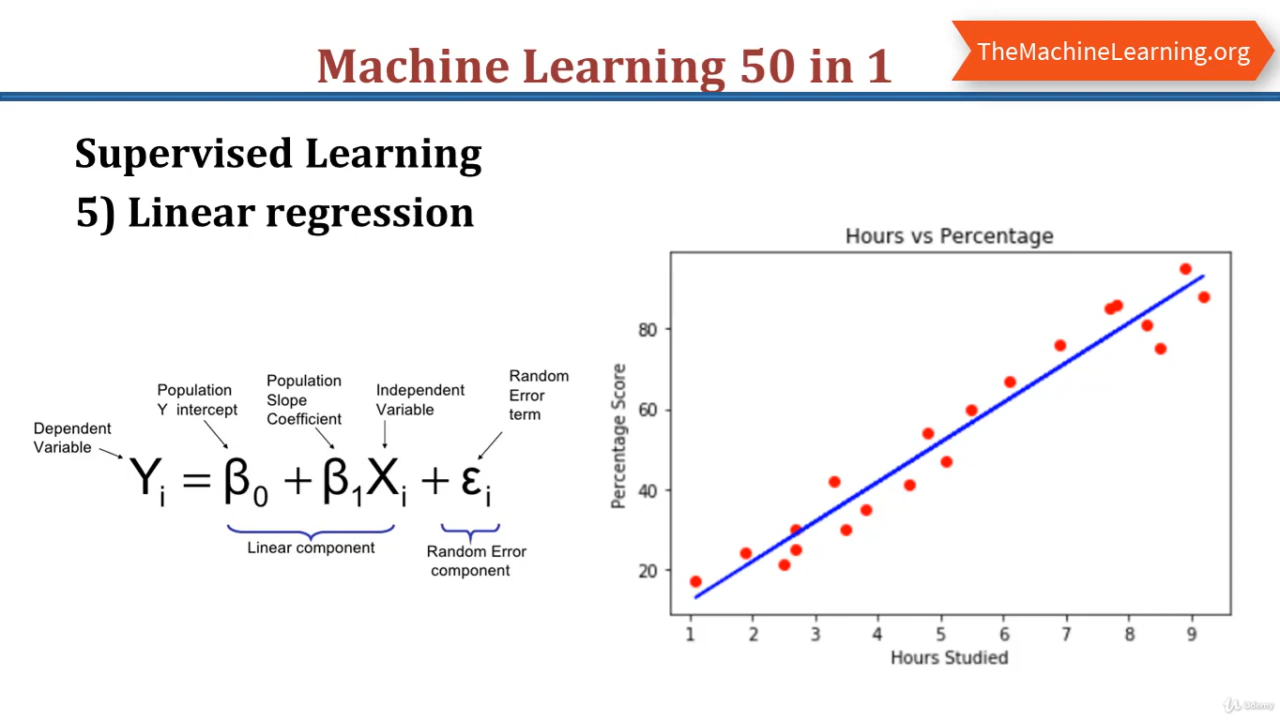 Machine Learning 50 in 1
TheMachineLearning.org
Supervised Learning
5) Linear regression
Dependent
Variable
Population
Y intercept
Population
Slope
Coefficient
Independent
Variable
Random
Error
term
Yi = β0 + β1Xi + εi
Linear component
Random Error
component
Hours vs Percentage
Percentage Score
80
60
40
20
1 2 3 4 5 6 7 8 9
Hours Studied
Udemy